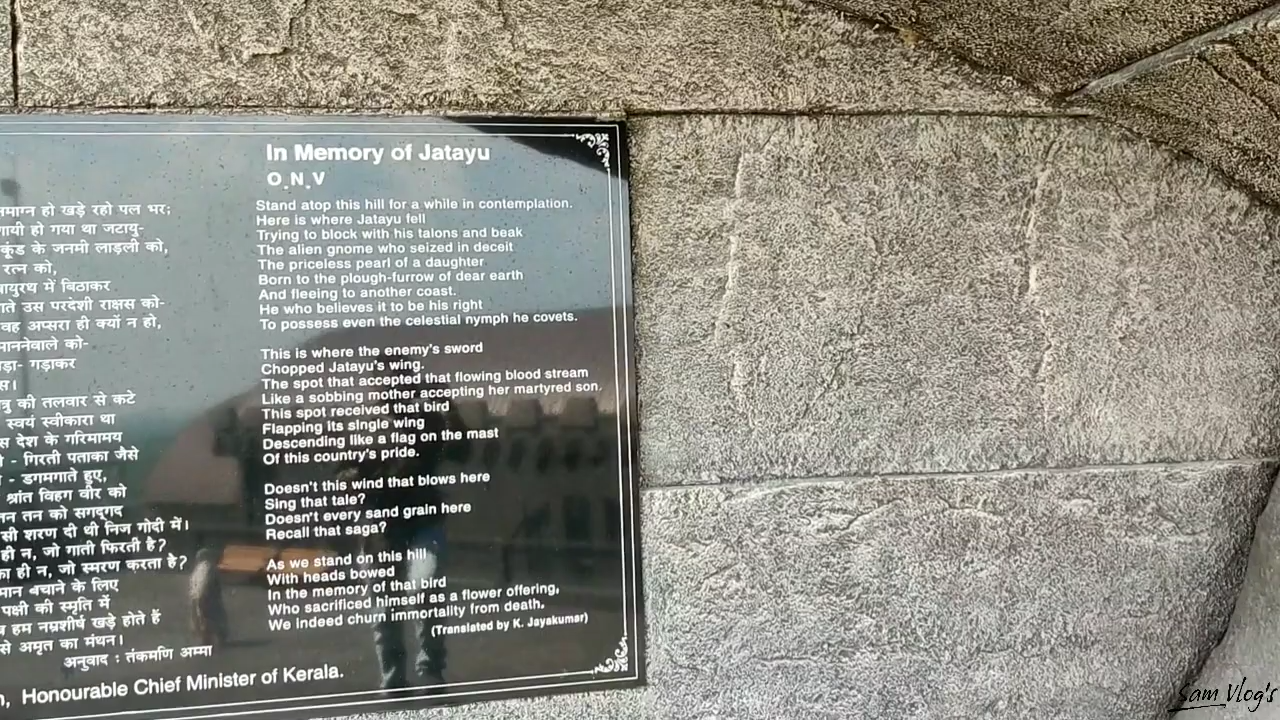 नमाग्न हो खड़े रहो पल भर;
गायी हो गया था जटायु-
कूंड के जनमी लाड़ली को,
रत्न को,
ायुरथ में बिठाकर
ाते उस परदेशी राक्षस को-
वह अप्सरा ही क्यों न हो,
माननेवाले को-
ड़ा- गड़ाकर
स।
त्रु की तलवार से कटे
स्वयं स्वीकारा था
स देश के गरिमामय
- गिरती पताका जैसे
- डगमगाते हुए,
श्रांत विहग वीर को
तन तन को सगद्‌गद
सी शरण दी थी निज गोदी में।
ही न, जो गाती फिरती है?
का ही न, जो स्मरण करता है?
मान बचाने के लिए
पक्षी की स्मृति में
हम नम्रशीर्ष खड़े होते हैं
से अमृत का मंथन।
अनुवाद : तंकमणि अम्मा
In Memory of Jatayu
O.N.V
Stand atop this hill for a while in contemplation.
Here is where Jatayu fell
Trying to block with his talons and beak
The alien gnome who seized in deceit
The priceless pearl of a daughter
Born to the plough-furrow of dear earth
And fleeing to another coast.
He who believes it to be his right
To possess even the celestial nymph he covets.
This is where the enemy's sword
Chopped Jatayu's wing.
The spot that accepted that flowing blood stream
Like a sobbing mother accepting her martyred son.
This spot received that bird
Flapping its single wing
Descending like a flag on the mast
Of this country's pride.
Doesn't this wind that blows here
Sing that tale?
Doesn't every sand grain here
Recall that saga?
As we stand on this hill
With heads bowed
In the memory of that bird
Who sacrificed himself as a flower offering,
We indeed churn immortality from death.
(Translated by K. Jayakumar)
n, Honourable Chief Minister of Kerala.
Sam Vlog's